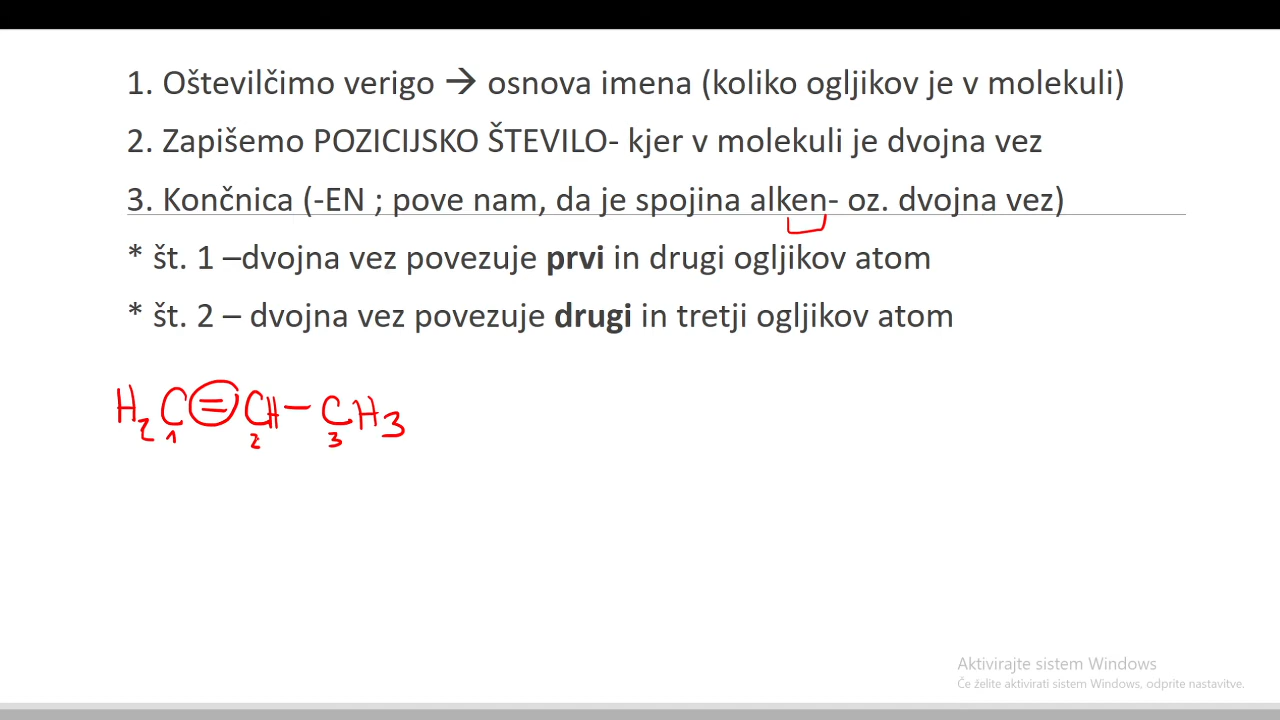 1. Oštevilčimo verigo → osnova imena (koliko ogljikov je v molekuli)
2. Zapišemo POZICIJSKO ŠTEVILO- kjer v molekuli je dvojna vez
3. Končnica (-EN ; pove nam, da je spojina alken- oz. dvojna vez)
* št. 1 –dvojna vez povezuje prvi in drugi ogljikov atom
* št. 2 – dvojna vez povezuje drugi in tretji ogljikov atom
H2C=CH–CH3
1 2 3
Aktivirajte sistem Windows
Če želite aktivirati sistem Windows, odprite nastavitve.